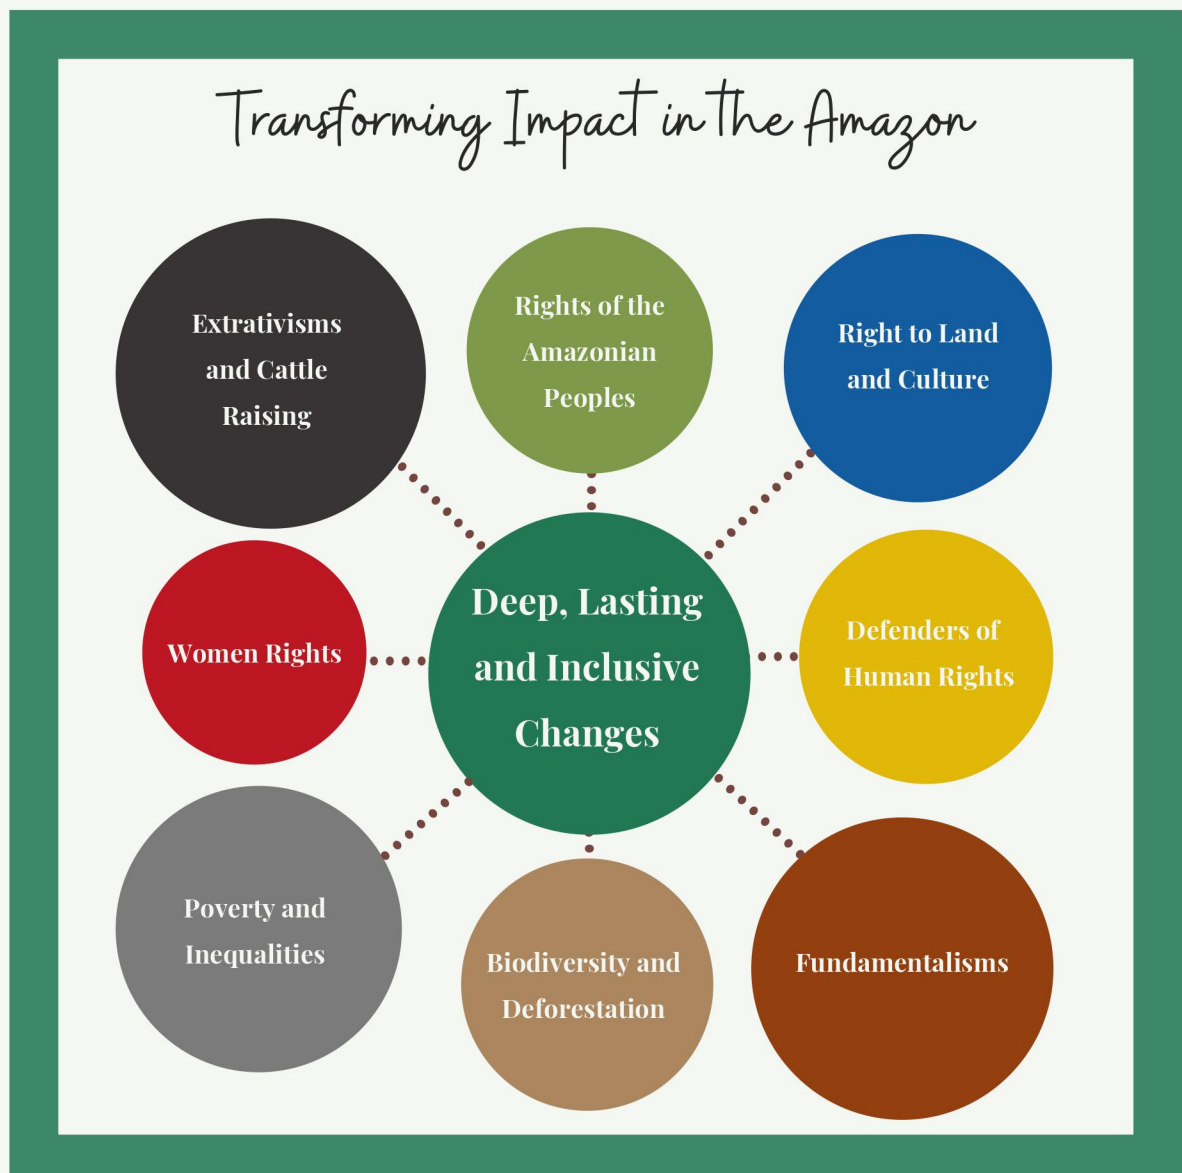 Transforming Impact in the Amazon
Extrativisms
and Cattle
Raising
Rights of the
Amazonian
Peoples
Right to Land
and Culture
Women Rights
Deep, Lasting
and Inclusive
Changes
Defenders of
Human Rights
Poverty and
Inequalities
Biodiversity and
Deforestation
Fundamentalisms